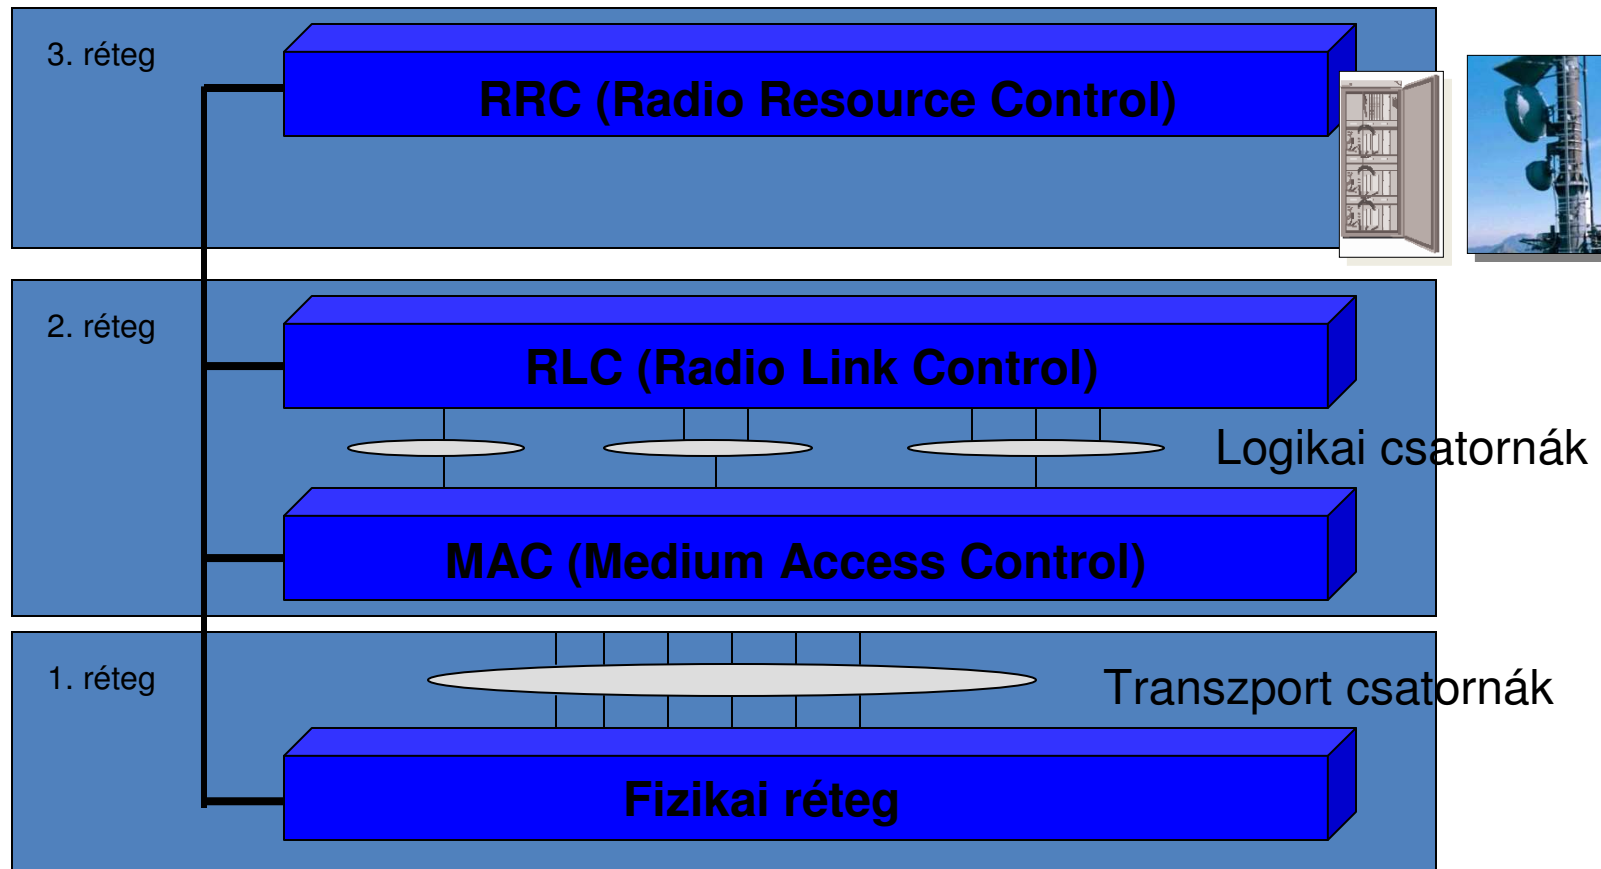 3. réteg
RRC (Radio Resource Control)
2. réteg
RLC (Radio Link Control)
Logikai csatornák
MAC (Medium Access Control)
1. réteg
Transzport csatornák
Fizikai réteg